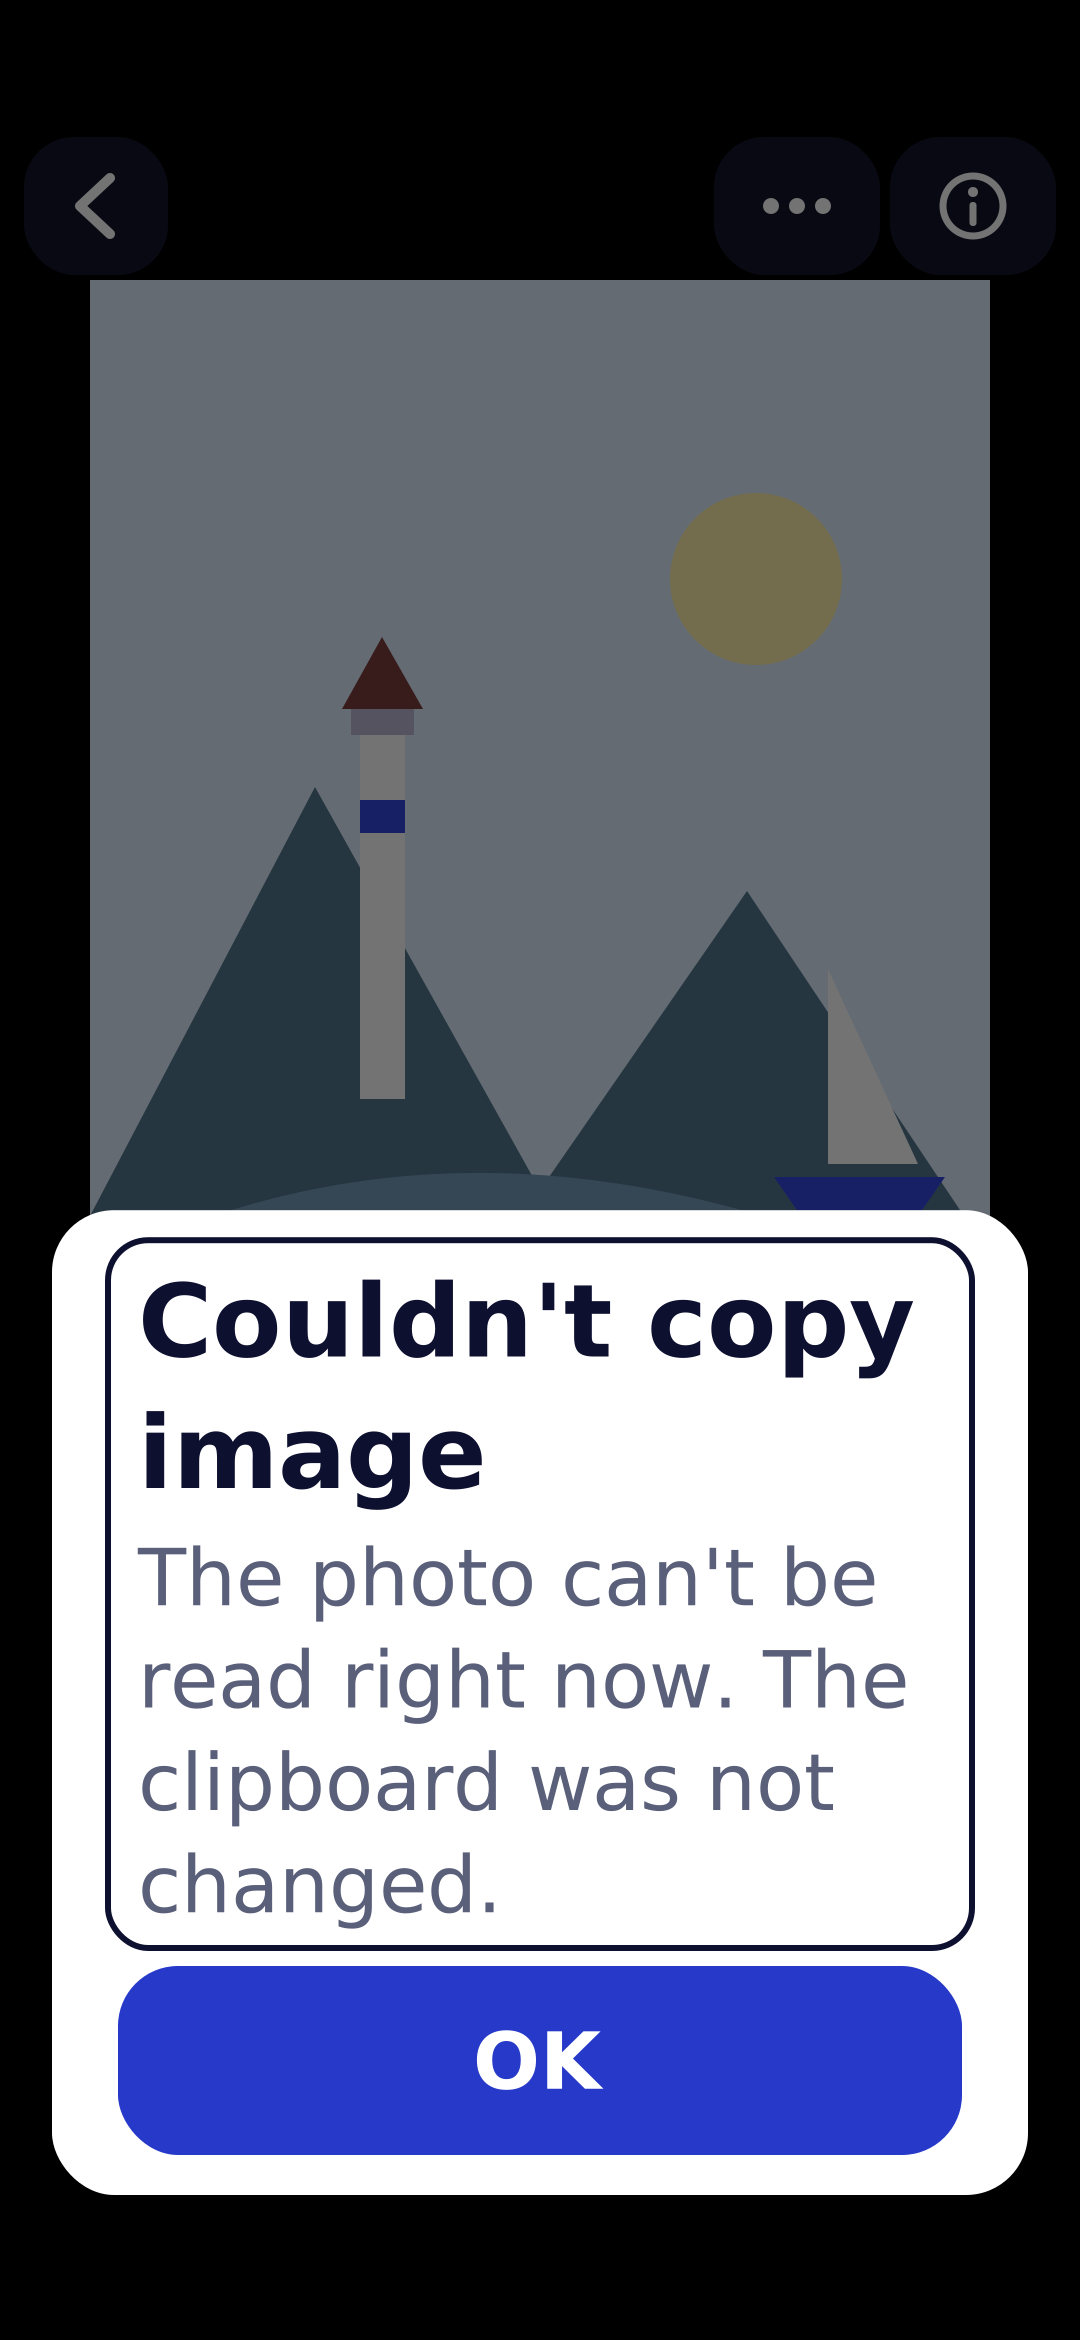 Couldn't copy
image
The photo can't be
read right now. The
clipboard was not
changed.
OK